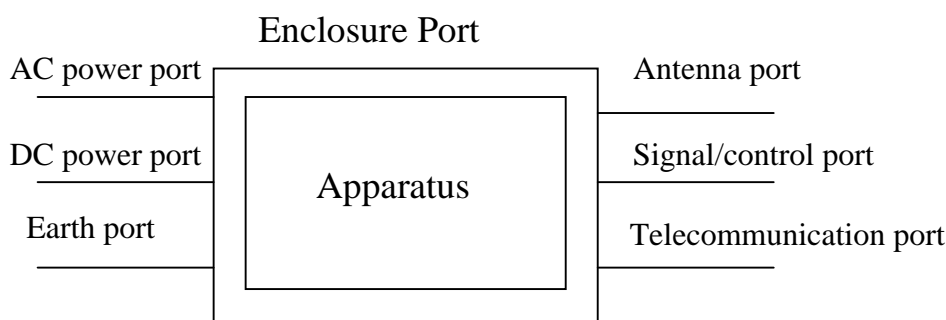 Enclosure Port
AC power port
Antenna port
DC power port
Signal/control port
Apparatus
Earth port
Telecommunication port